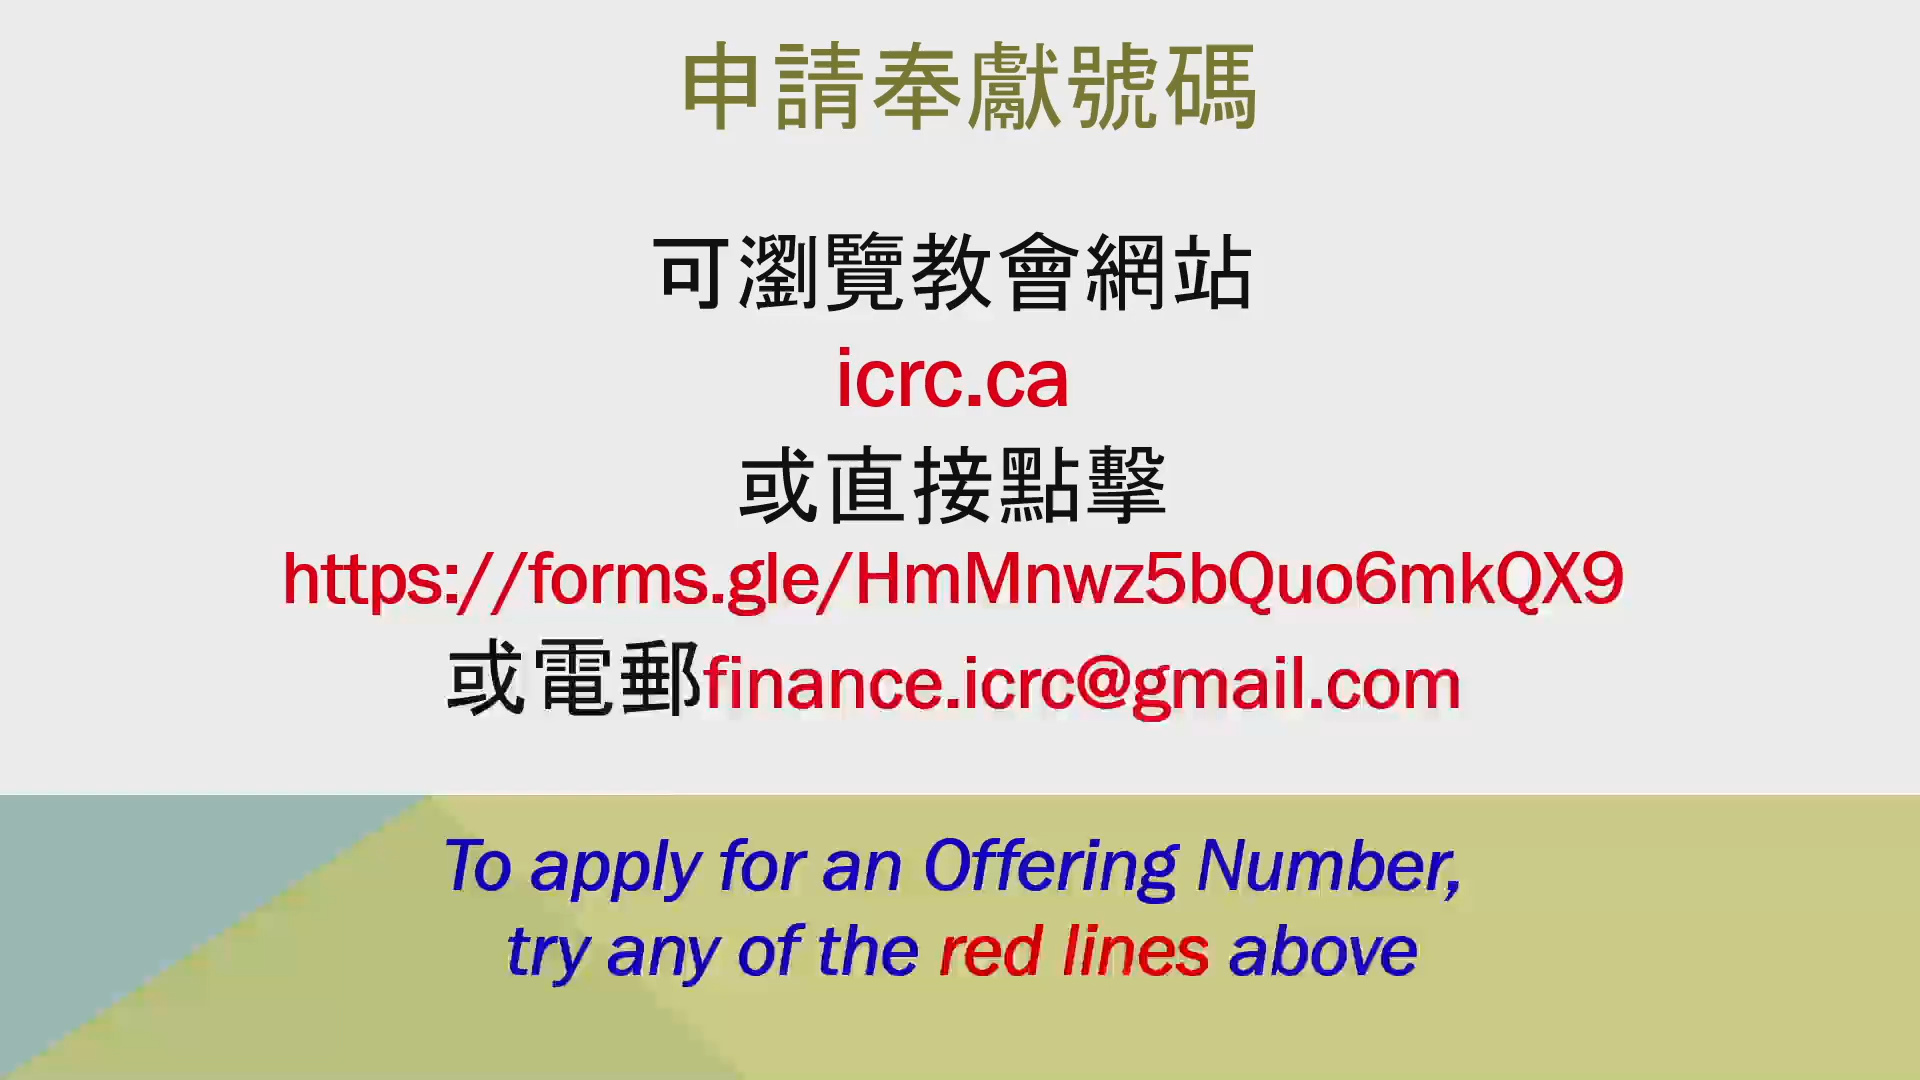 申請奉獻號碼
可瀏覽教會網站
icrc.ca
或直接點擊
https://forms.gle/HmMnwz5bQuo6mkQX9
或電郵finance.icrc@gmail.com
To apply for an Offering Number,
try any of the red lines above